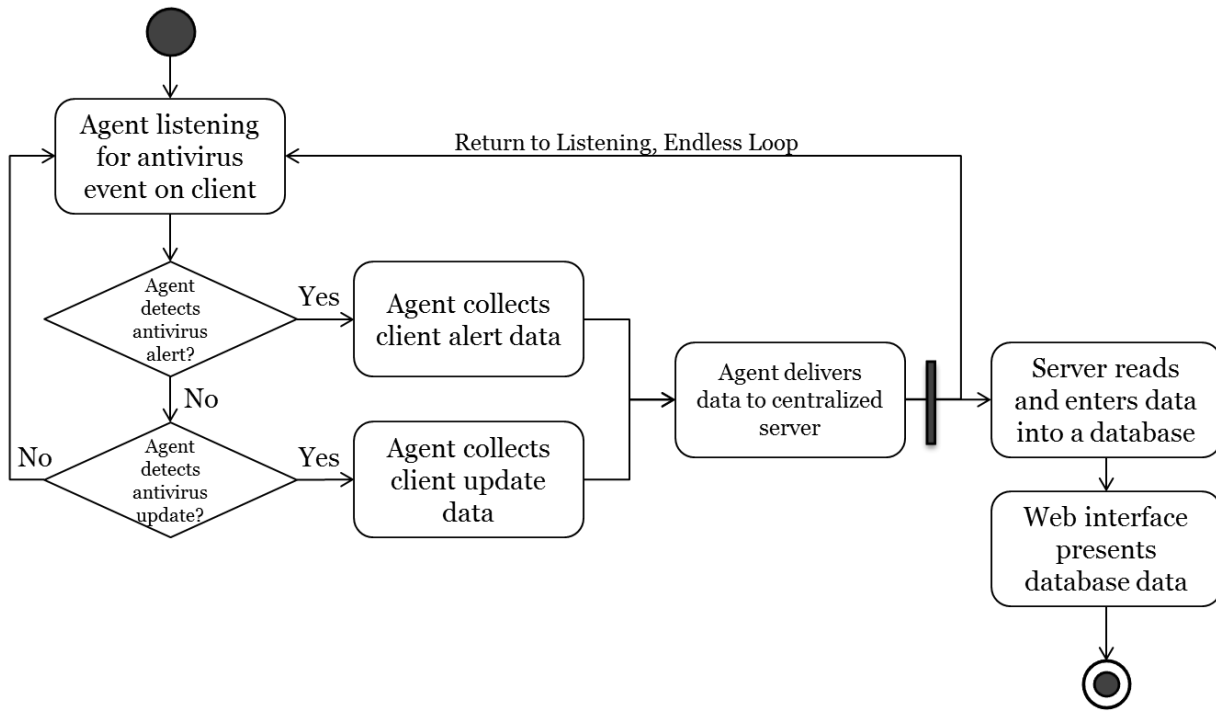 Agent listening
for antivirus
event on client
Return to Listening, Endless Loop
Agent
detects
antivirus
alert?
Yes
Agent collects
client alert data
No
Agent
detects
antivirus
update?
No
Yes
Agent collects
client update
data
Agent delivers
data to centralized
server
Server reads
and enters data
into a database
Web interface
presents
database data